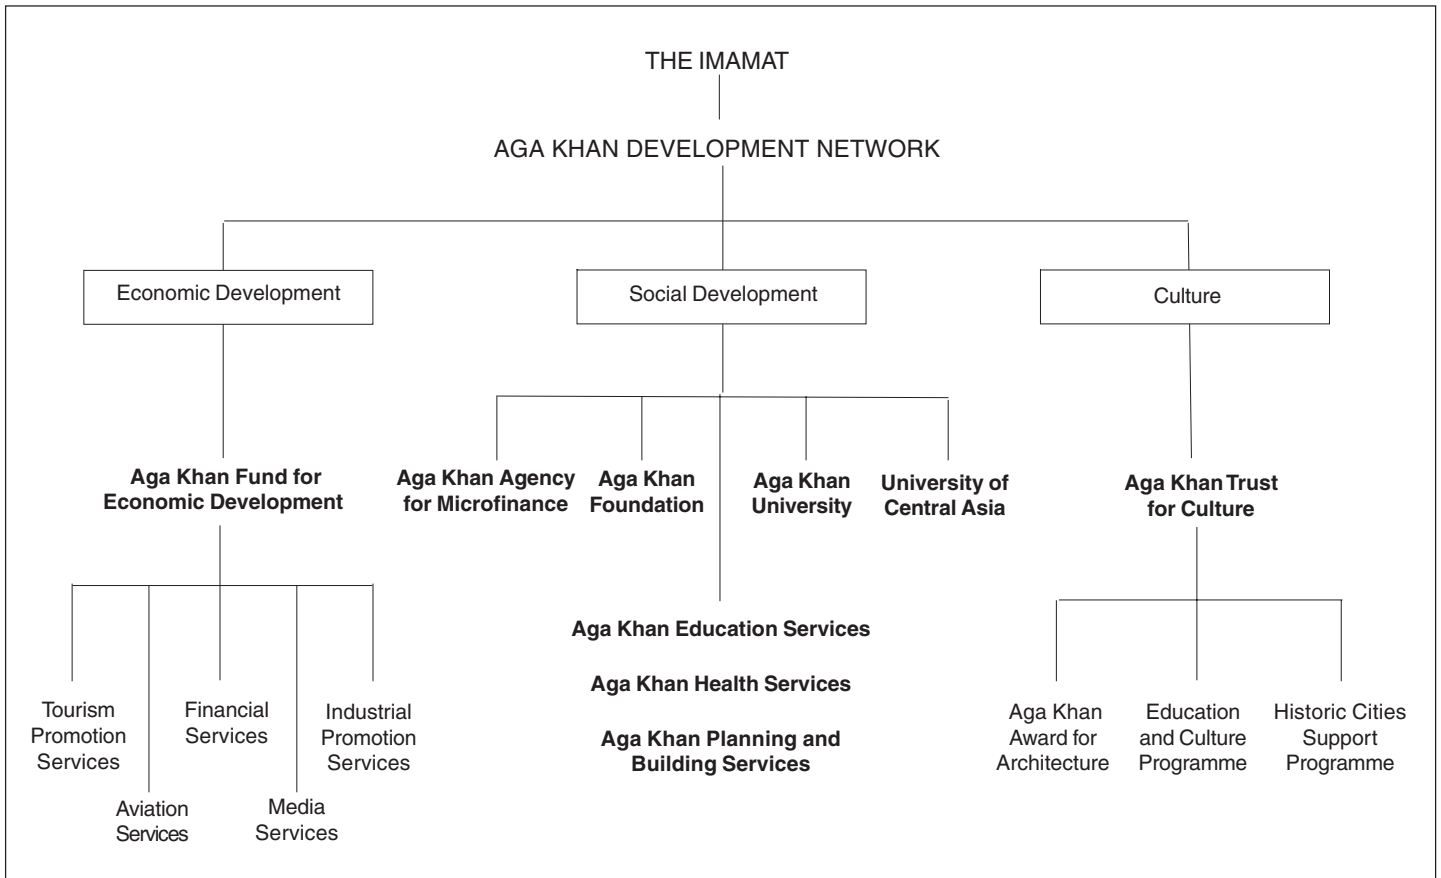 THE IMAMAT
AGA KHAN DEVELOPMENT NETWORK
Economic Development
Social Development
Culture
Aga Khan Fund for
Economic Development
Aga Khan Agency
for Microfinance
Aga Khan
Foundation
Aga Khan
University
University of
Central Asia
Aga Khan Trust
for Culture
Aga Khan Education Services
Aga Khan Health Services
Aga Khan Planning and
Building Services
Tourism
Promotion
Services
Aviation
Services
Financial
Services
Media
Services
Industrial
Promotion
Services
Aga Khan
Award for
Architecture
Education
and Culture
Programme
Historic Cities
Support
Programme